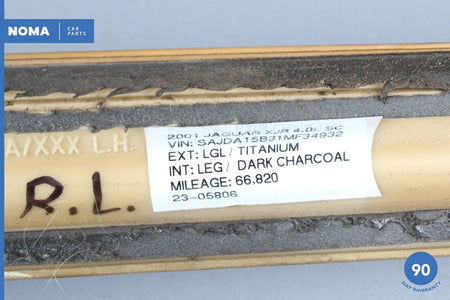 NOMA
CAR
PARTS
A/XXX L.H.
2001 JAGUAR XJR 4.0L SC
VIN: SAJDA15B31MF34932
EXT: LGL / TITANIUM
INT: LEG / DARK CHARCOAL
MILEAGE: 66,820
23-05806
R.L.
90
DAY WARRANTY